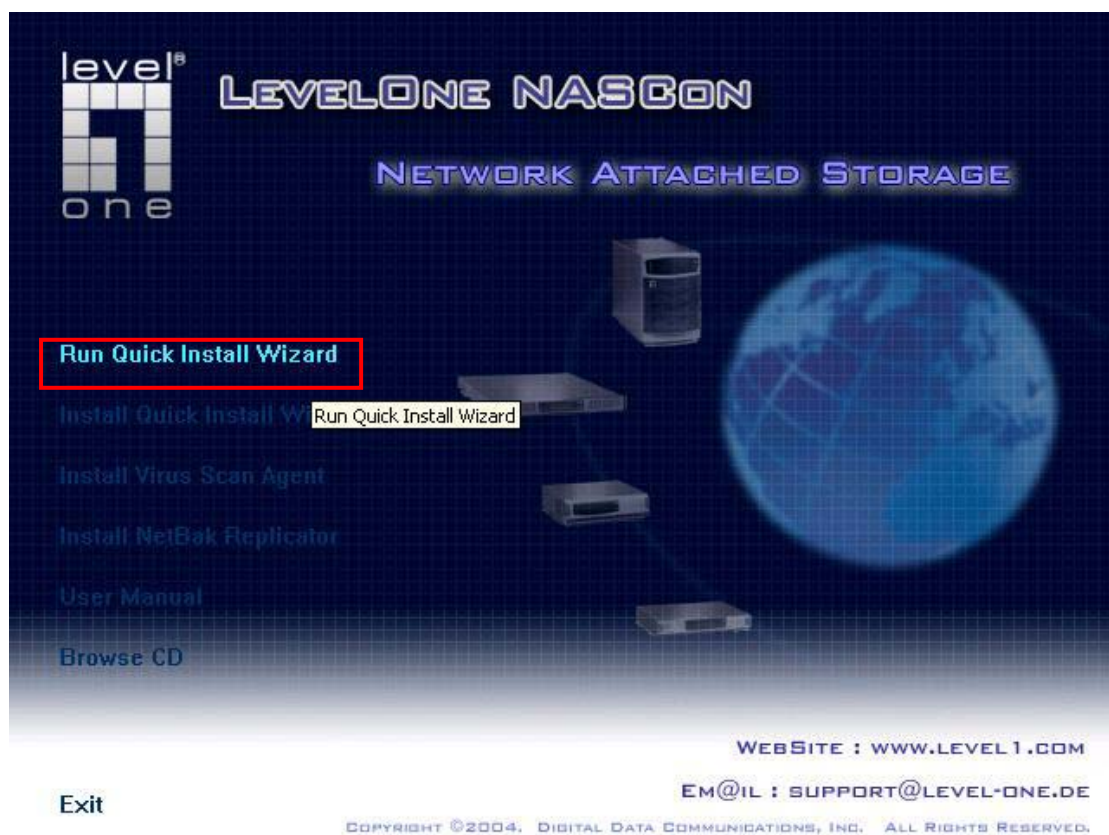 level®
one
LevelOne NASCon
Network Attached Storage
Run Quick Install Wizard
Install Quick Install Wi
Run Quick Install Wizard
Install Virus Scan Agent
Install NetBak Replicator
User Manual
Browse CD
WebSite : www.level1.com
Em@il : support@level-one.de
Exit
Copyright ©2004, Digital Data Communications, Inc. All Rights Reserved.